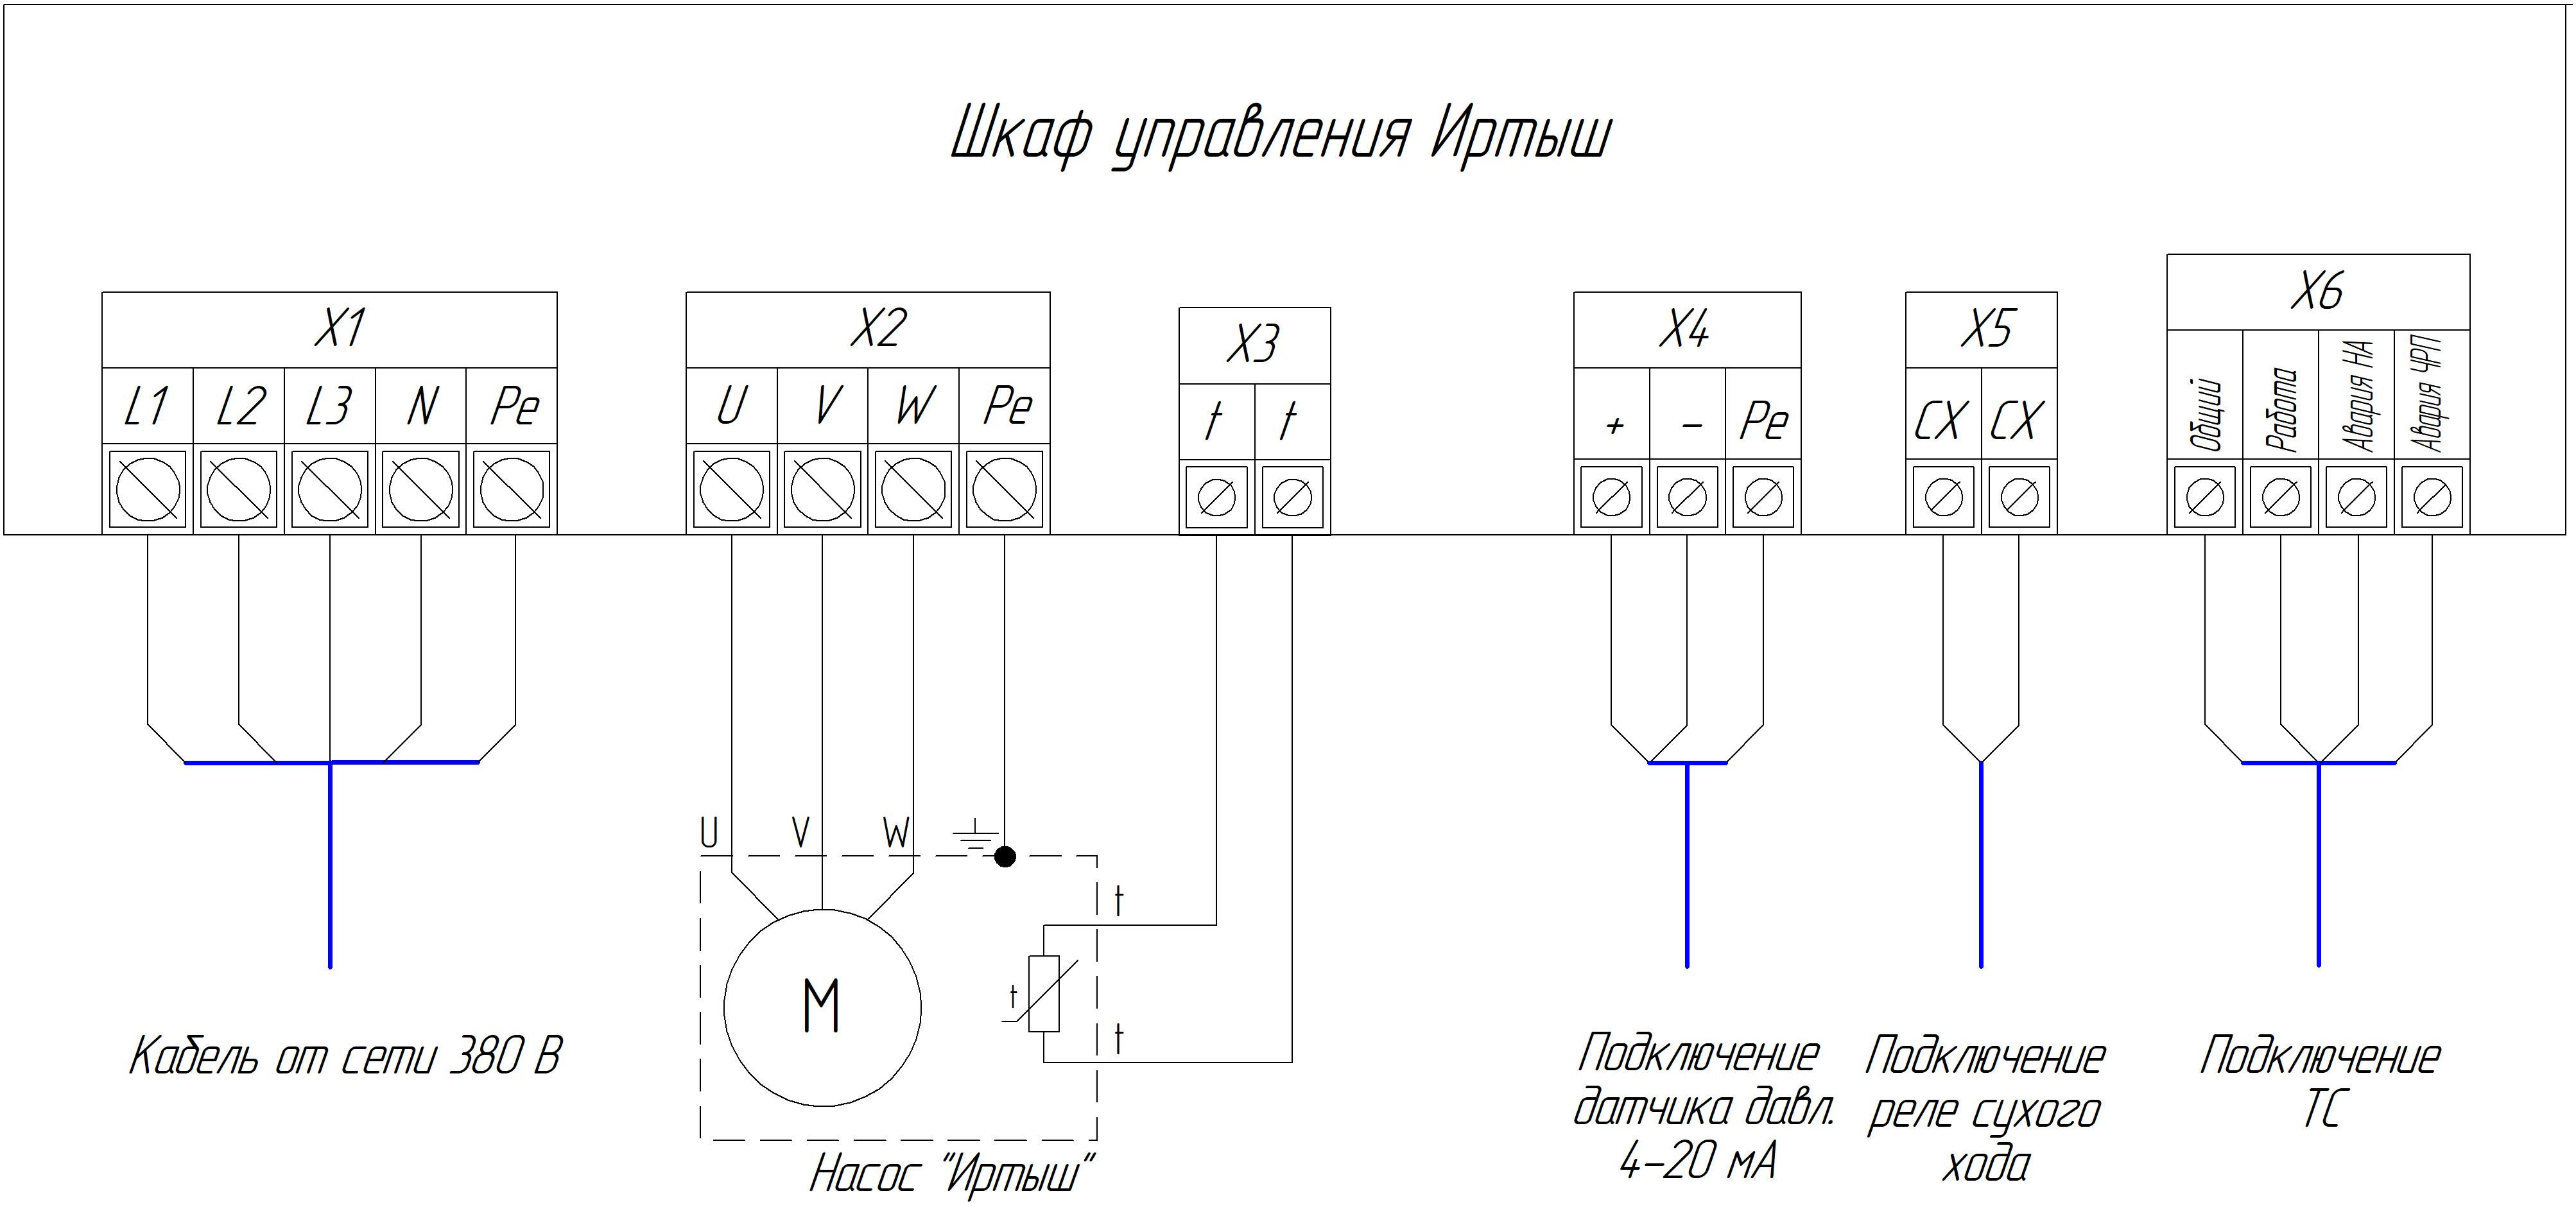 Шкаф управления Иртыш
X1
X2
X3
X4
X5
X6
L1 L2 L3 N Pe
U V W Pe
t t
+ - Pe
CX CX
Общий Работа Авария НА Авария ЧРП
U V W
t
M
t
t
Кабель от сети 380 В
Насос "Иртыш"
Подключение
датчика давл.
4-20 мА
Подключение
реле сухого
хода
Подключение
ТС